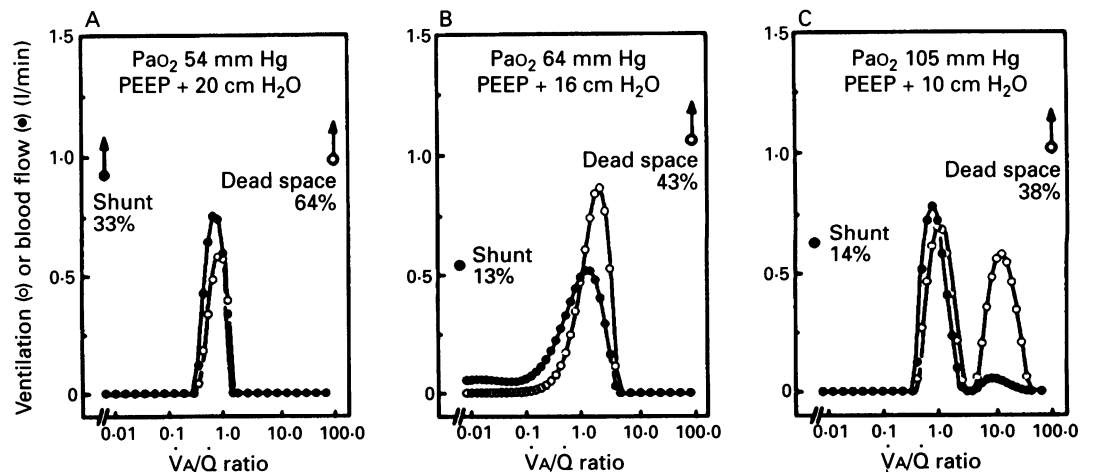 A
PaO₂ 54 mm Hg
PEEP + 20 cm H₂O
Ventilation (o) or blood flow (●) (l/min)
1·5
1·0
0·5
0
Shunt
33%
Dead space
64%
0·01 0·1 1·0 10·0 100·0
V̇A/Q̇ ratio
B
PaO₂ 64 mm Hg
PEEP + 16 cm H₂O
1·5
1·0
0·5
0
Shunt
13%
Dead space
43%
0·01 0·1 1·0 10·0 100·0
V̇A/Q̇ ratio
C
PaO₂ 105 mm Hg
PEEP + 10 cm H₂O
1·5
1·0
0·5
0
Shunt
14%
Dead space
38%
0·01 0·1 1·0 10·0 100·0
V̇A/Q̇ ratio